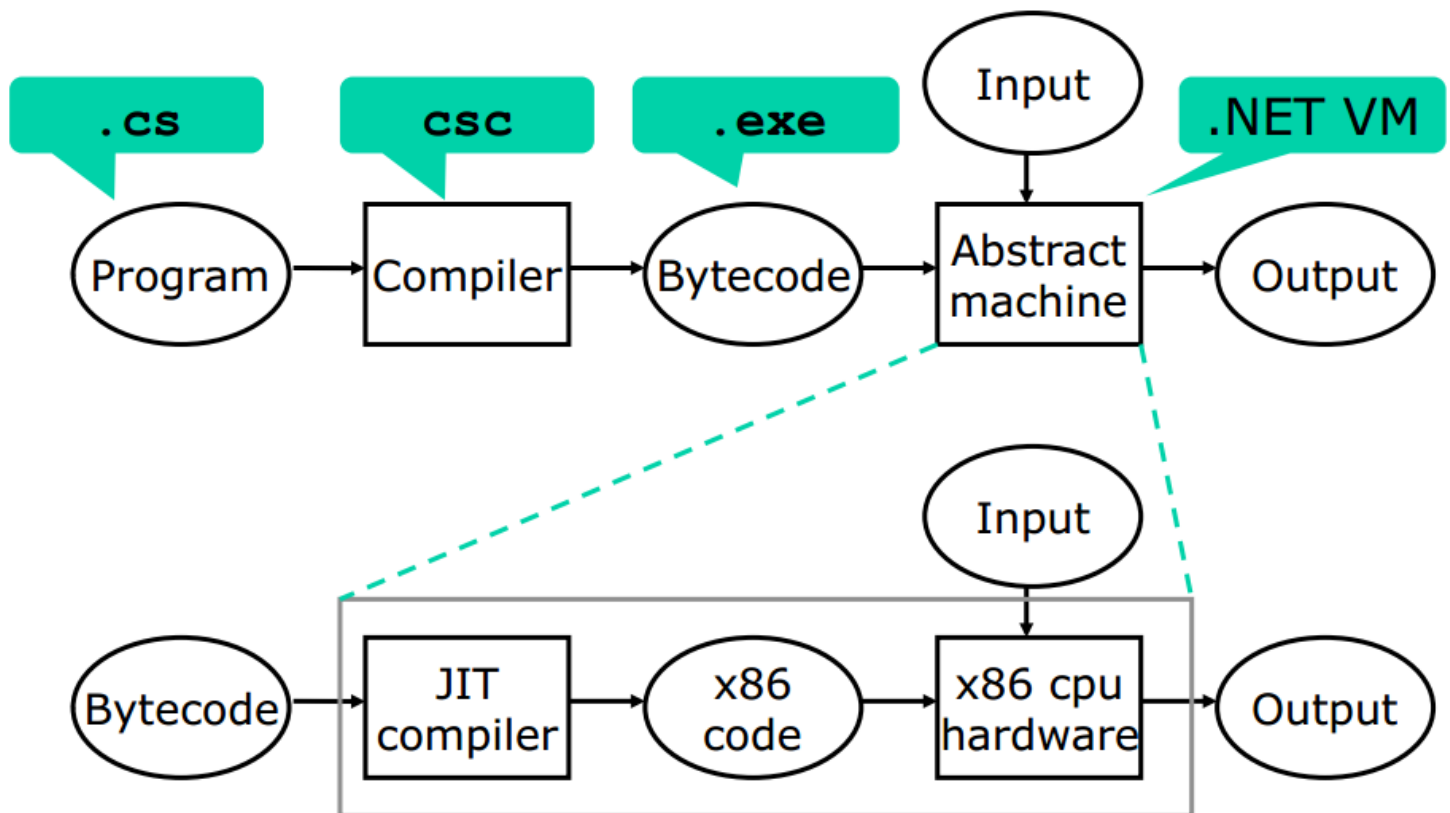 Input
.cs
csc
.exe
.NET VM
Program
Compiler
Bytecode
Abstract
machine
Output
Input
Bytecode
JIT
compiler
x86
code
x86 cpu
hardware
Output